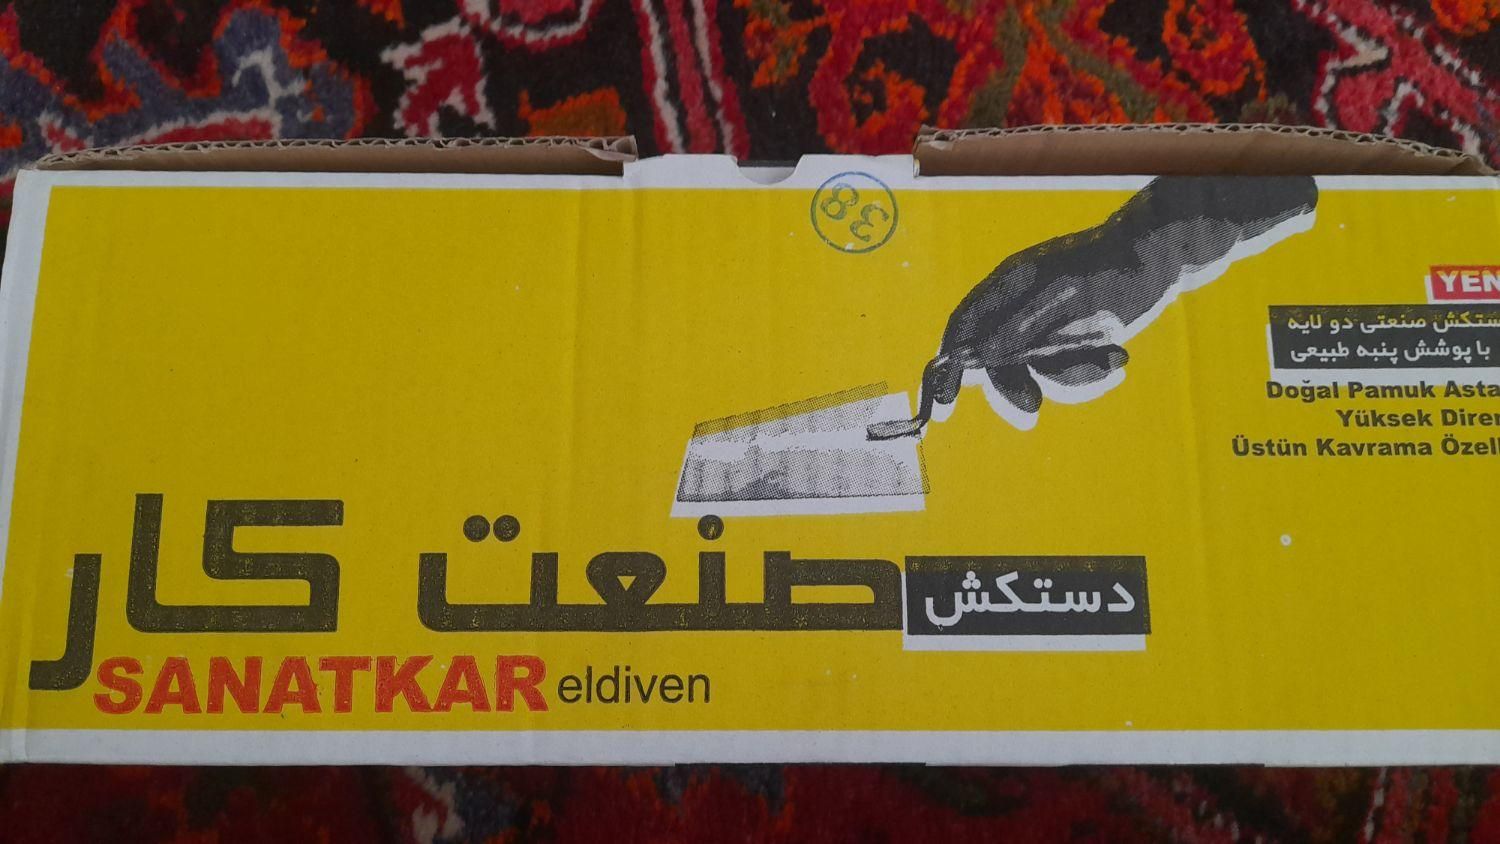 38
YEN
دستکش صنعتی دو لایه
با پوشش پنبه طبیعی
Doğal Pamuk Asta
Yüksek Diren
Üstün Kavrama Özell
دستکش صنعت کار
SANATKAR eldiven